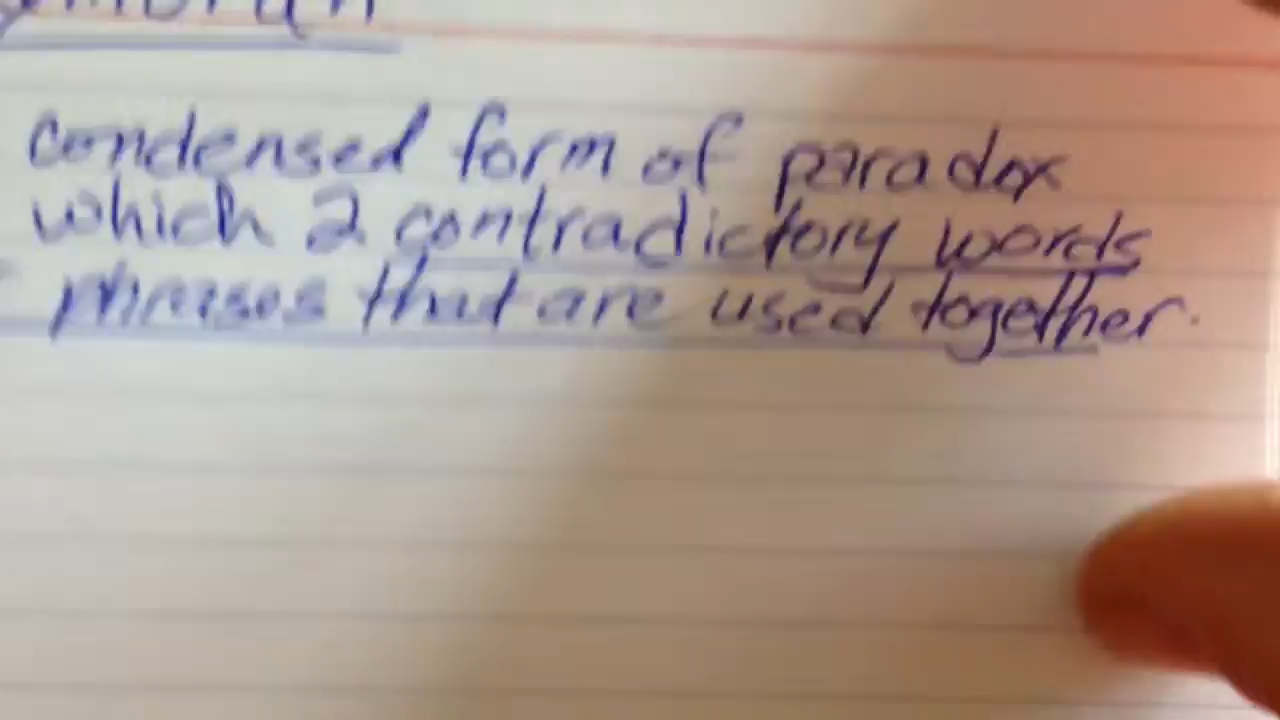 condensed form of paradox
which 2 contradictory words
phrases that are used together.